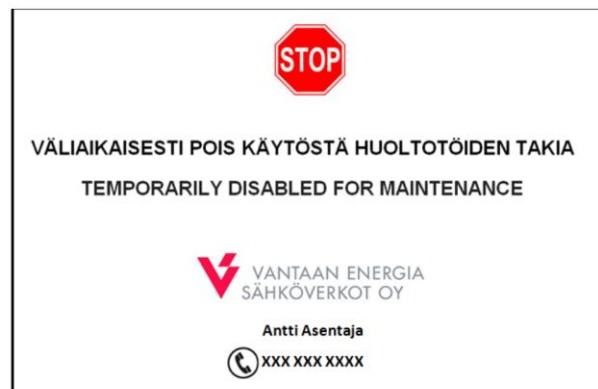 STOP
VÄLIAIKAISESTI POIS KÄYTÖSTÄ HUOLTOTÖIDEN TAKIA
TEMPORARILY DISABLED FOR MAINTENANCE
VANTAAN ENERGIA
SÄHKÖVERKOT OY
Antti Asentaja
XXX XXX XXXX